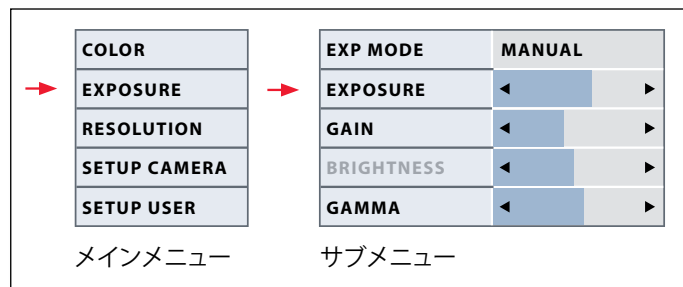 COLOR
EXPOSURE
RESOLUTION
SETUP CAMERA
SETUP USER
メインメニュー
EXP MODE MANUAL
EXPOSURE
GAIN
BRIGHTNESS
GAMMA
サブメニュー